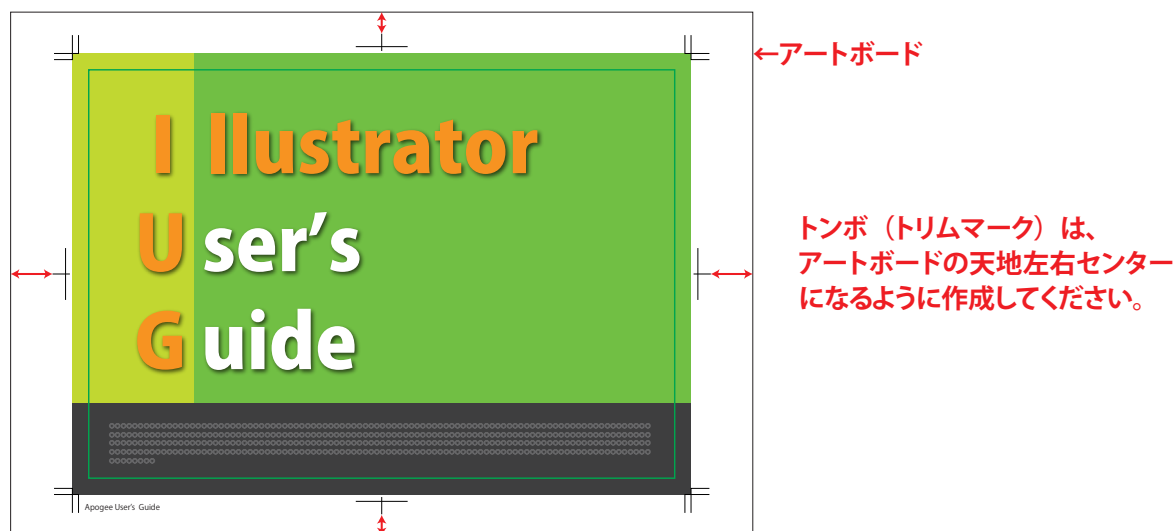 ←アートボード
I llustrator
U ser's
G uide
トンボ（トリムマーク）は、
アートボードの天地左右センター
になるように作成してください。
Apogee User's Guide